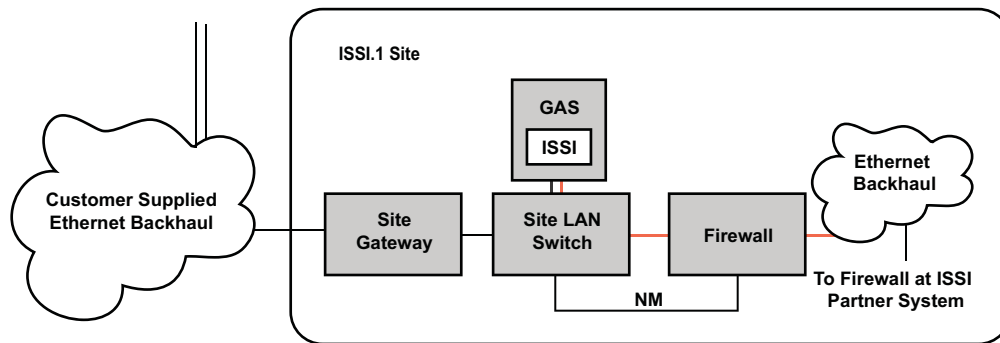 ISSI.1 Site
GAS
ISSI
Customer Supplied
Ethernet Backhaul
Site
Gateway
Site LAN
Switch
Firewall
Ethernet
Backhaul
NM
To Firewall at ISSI
Partner System